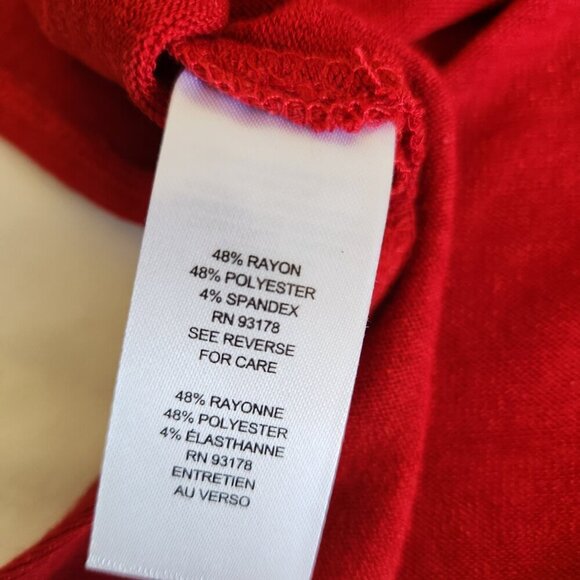 48% RAYON
48% POLYESTER
4% SPANDEX
RN 93178
SEE REVERSE
FOR CARE
48% RAYONNE
48% POLYESTER
4% ÉLASTHANNE
RN 93178
ENTRETIEN
AU VERSO